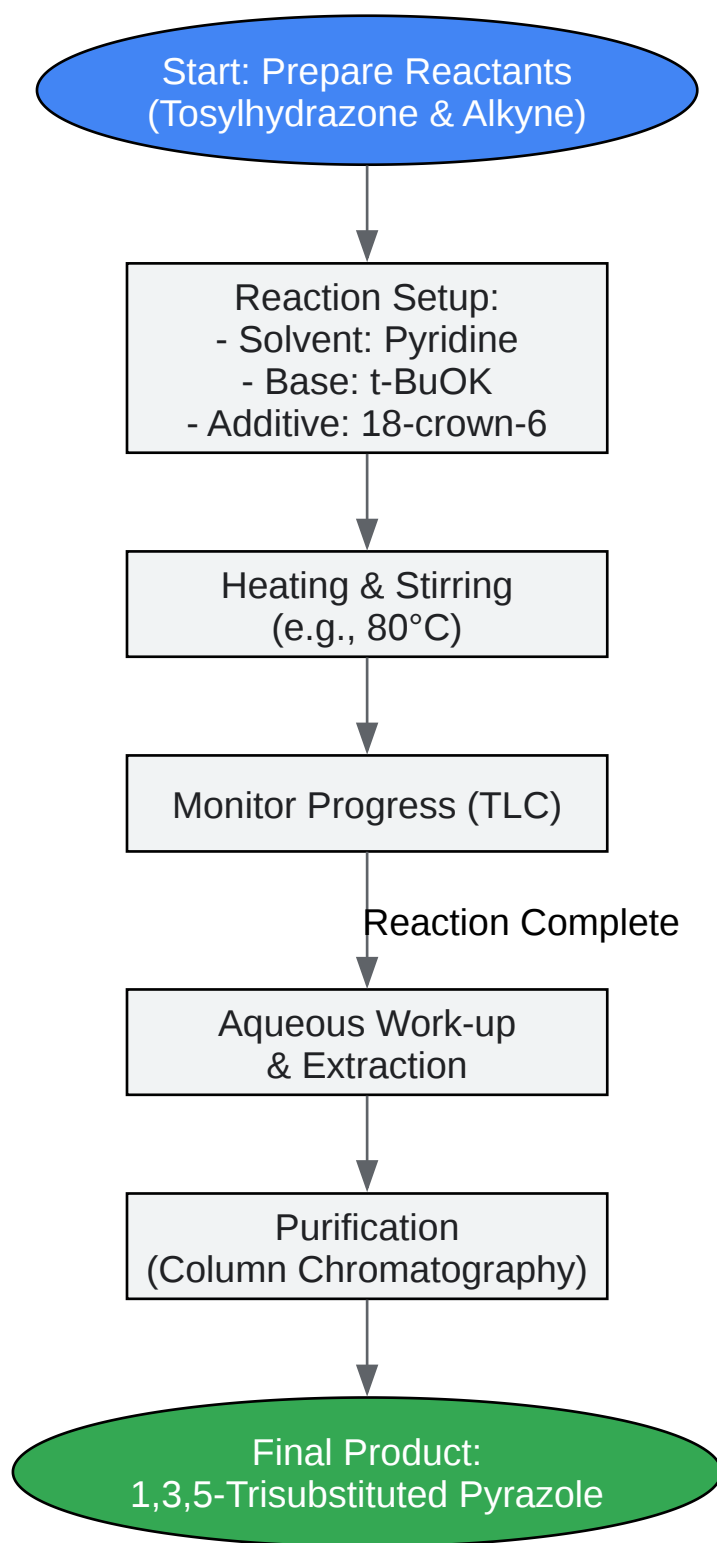 Start: Prepare Reactants
(Tosylhydrazone & Alkyne)
Reaction Setup:
- Solvent: Pyridine
- Base: t-BuOK
- Additive: 18-crown-6
Heating & Stirring
(e.g., 80°C)
Monitor Progress (TLC)
Reaction Complete
Aqueous Work-up
& Extraction
Purification
(Column Chromatography)
Final Product:
1,3,5-Trisubstituted Pyrazole